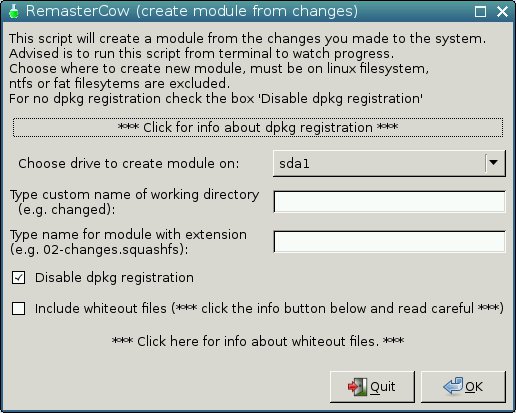 RemasterCow (create module from changes)
This script will create a module from the changes you made to the system.
Advised is to run this script from terminal to watch progress.
Choose where to create new module, must be on linux filesystem,
ntfs or fat filesytems are excluded.
For no dpkg registration check the box 'Disable dpkg registration'
*** Click for info about dpkg registration ***
Choose drive to create module on: sda1
Type custom name of working directory
(e.g. changed):
Type name for module with extension
(e.g. 02-changes.squashfs):
Disable dpkg registration
Include whiteout files (*** click the info button below and read careful ***)
*** Click here for info about whiteout files. ***
Quit OK